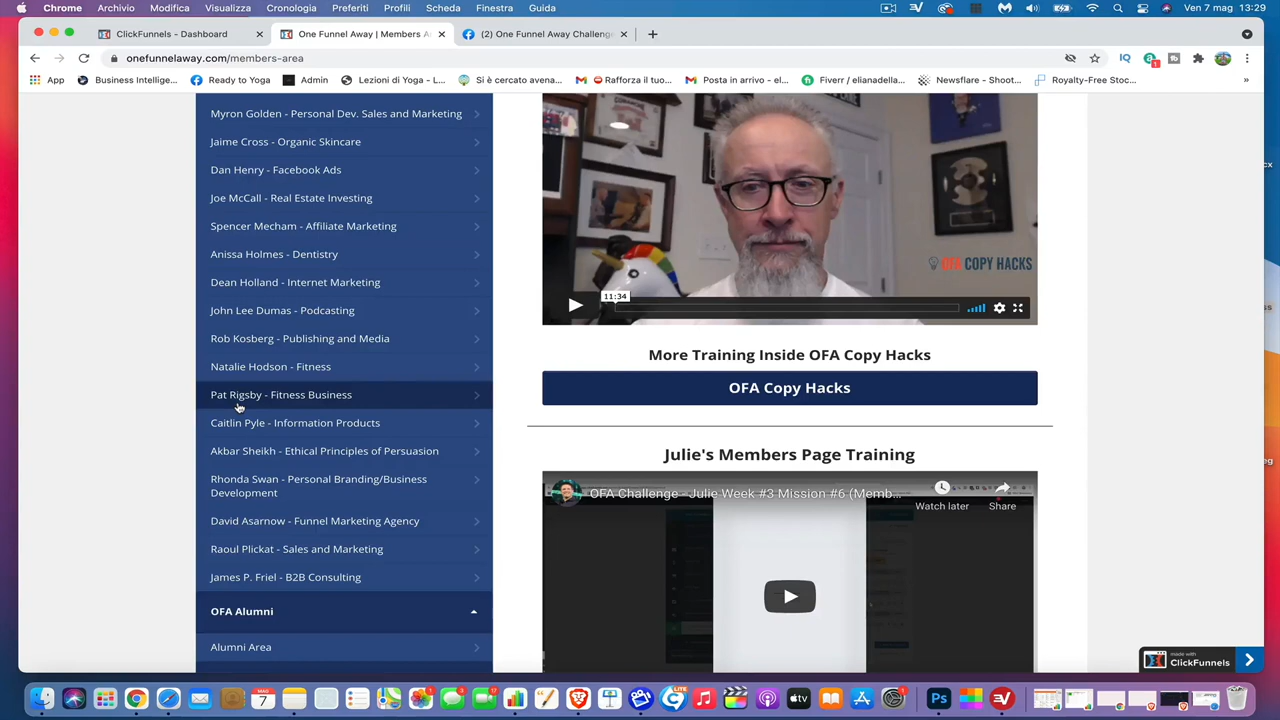 Chrome Archivio Modifica Visualizza Cronologia Preferiti Profili Scheda Finestra Guida
Ven 7 mag 13:29
ClickFunnels - Dashboard
One Funnel Away | Members A
(2) One Funnel Away Challeng
onefunnelaway.com/members-area
App
Business Intellige...
Ready to Yoga
Admin
Lezioni di Yoga - L...
Si è cercato avena...
Rafforza il tuo...
Posta in arrivo - el...
Fiverr / elianadella...
Newsflare - Shoot...
Royalty-Free Stoc...
Myron Golden - Personal Dev. Sales and Marketing
Jaime Cross - Organic Skincare
Dan Henry - Facebook Ads
Joe McCall - Real Estate Investing
Spencer Mecham - Affiliate Marketing
Anissa Holmes - Dentistry
Dean Holland - Internet Marketing
John Lee Dumas - Podcasting
Rob Kosberg - Publishing and Media
Natalie Hodson - Fitness
Pat Rigsby - Fitness Business
Caitlin Pyle - Information Products
Akbar Sheikh - Ethical Principles of Persuasion
Rhonda Swan - Personal Branding/Business
Development
David Asarnow - Funnel Marketing Agency
Raoul Plickat - Sales and Marketing
James P. Friel - B2B Consulting
OFA Alumni
Alumni Area
OFA COPY HACKS
11:34
More Training Inside OFA Copy Hacks
OFA Copy Hacks
Julie's Members Page Training
OFA Challenge - Julie Week #3 Mission #6 (Memb...
Watch later
Share
made with
ClickFunnels